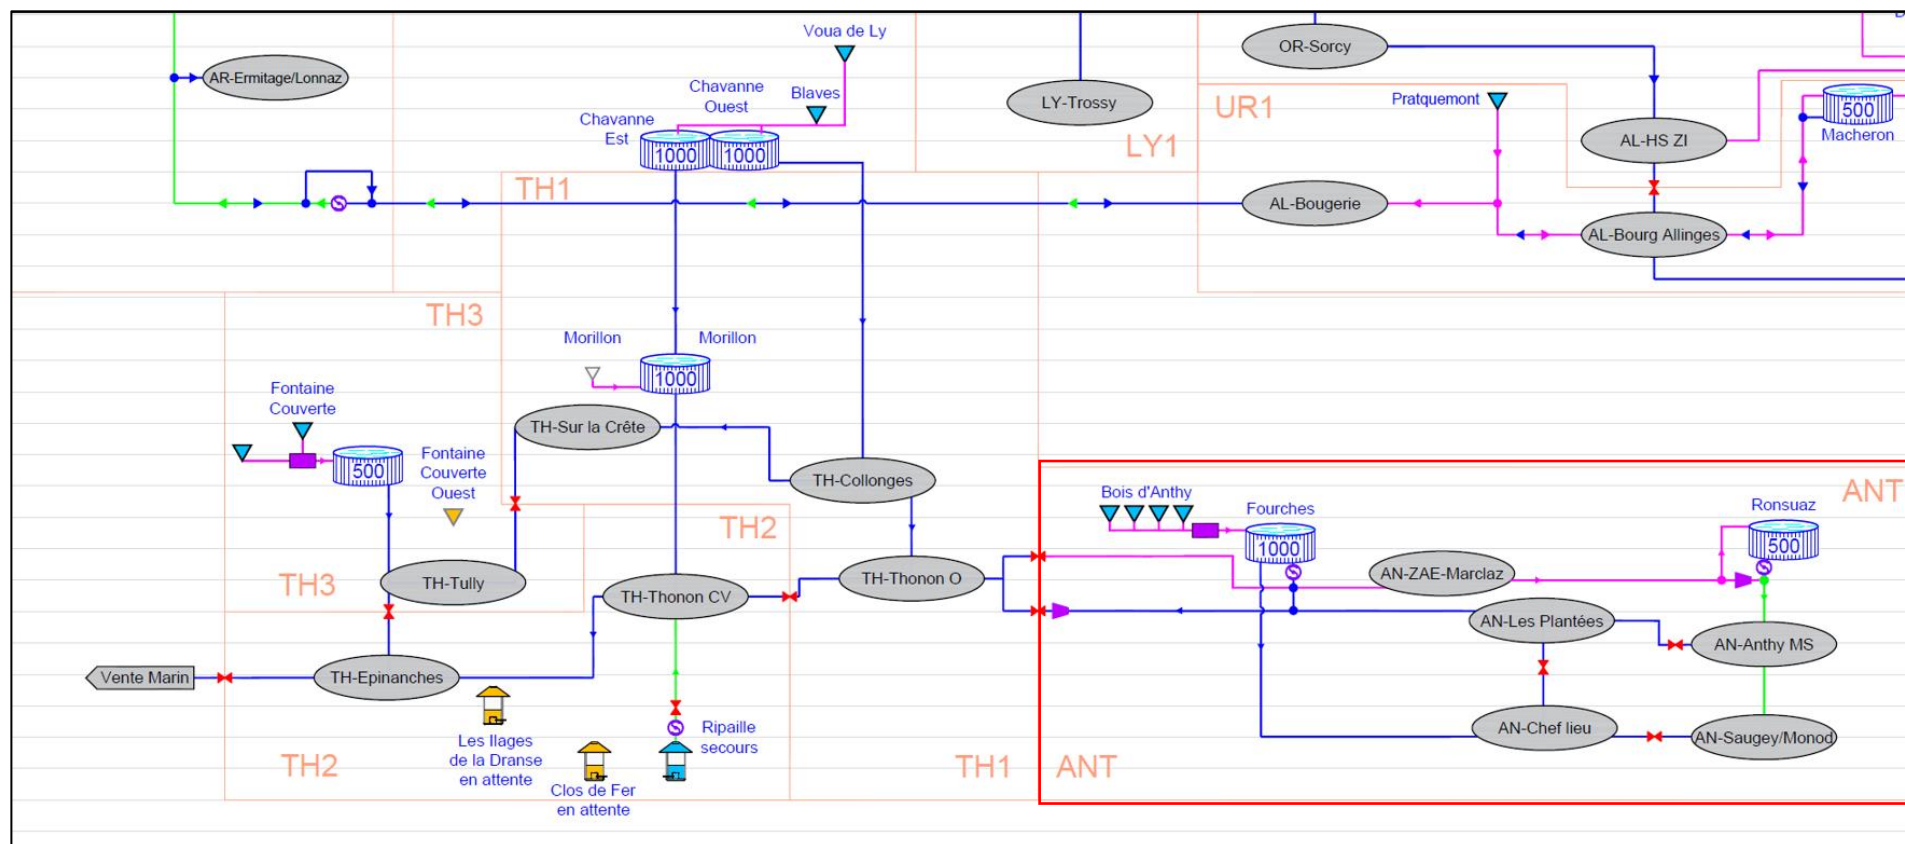 Voua de Ly
OR-Sorcy
AR-Ermitage/Lonnaz
Chavanne
Ouest
Blaves
LY-Trossy
UR1
Pratquemont
500
Macheron
Chavanne
Est
1000
1000
LY1
AL-HS ZI
TH1
AL-Bougerie
AL-Bourg Allinges
TH3
Morillon
Morillon
1000
Fontaine
Couverte
TH-Sur la Crête
500
Fontaine
Couverte
Ouest
TH-Collonges
ANT
Bois d'Anthy
Fourches
1000
Ronsuaz
500
TH2
TH3
TH-Tully
TH-Thonon CV
TH-Thonon O
AN-ZAE-Marclaz
AN-Les Plantées
AN-Anthy MS
Vente Marin
TH-Epinanches
Les Ilages
de la Dranse
en attente
Ripaille
secours
AN-Chef lieu
AN-Saugey/Monod
TH2
Clos de Fer
en attente
TH1
ANT